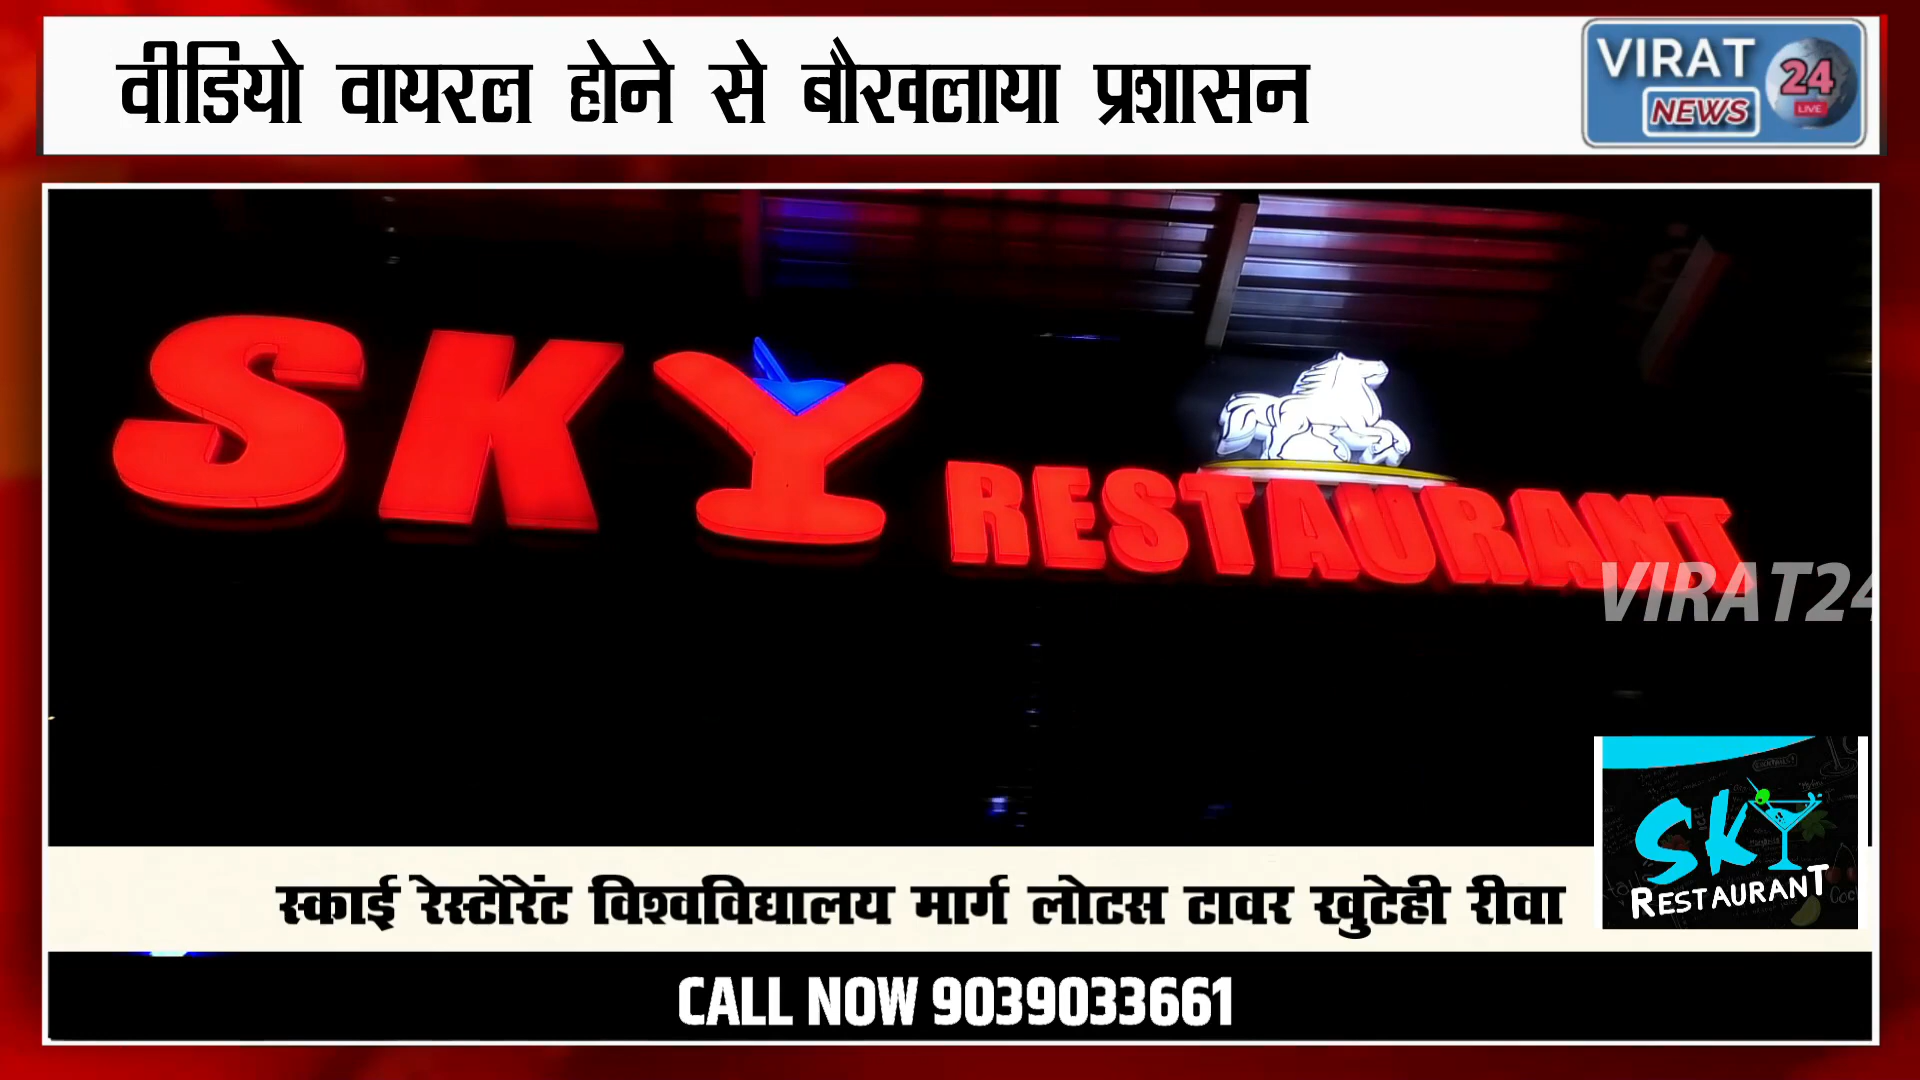 वीडियो वायरल होने से बौखलाया प्रशासन
VIRAT
24
LIVE
NEWS
SKY RESTAURANT
VIRAT24
SKY
RESTAURANT
स्काई रेस्टोरेंट विश्वविद्यालय मार्ग लोटस टावर खुटेही रीवा
CALL NOW 9039033661